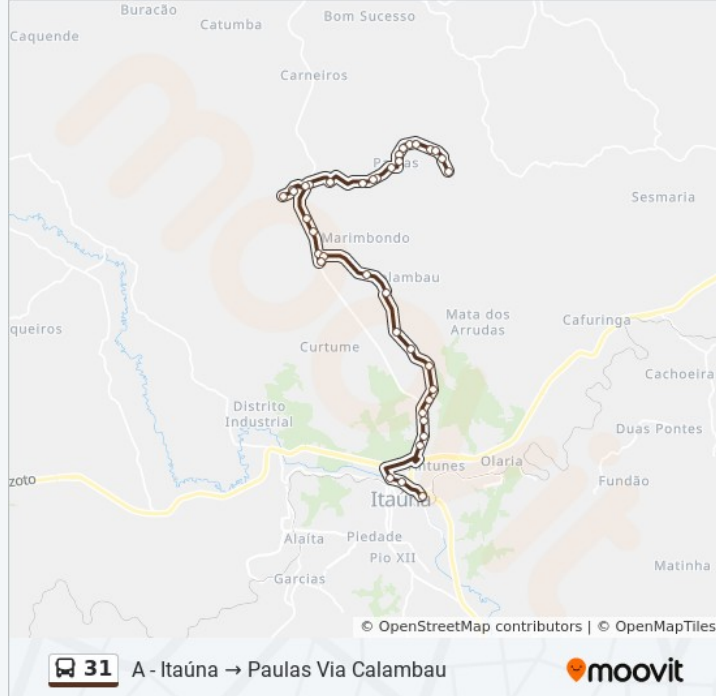 Buracão
Bom Sucesso
Catumba
Caquende
Carneiros
Sesmaria
Marimbondo
Mata dos
Arrudas
Cafuringa
queiros
Curtume
Cachoeira
Distrito
Industrial
Duas Pontes
Olaria
zoto
Fundão
Itaúna
Alaíta
Piedade
Pio XII
Matinha
Garcias
© OpenStreetMap contributors | © OpenMapTiles
31 A - Itaúna → Paulas Via Calambau
moovit